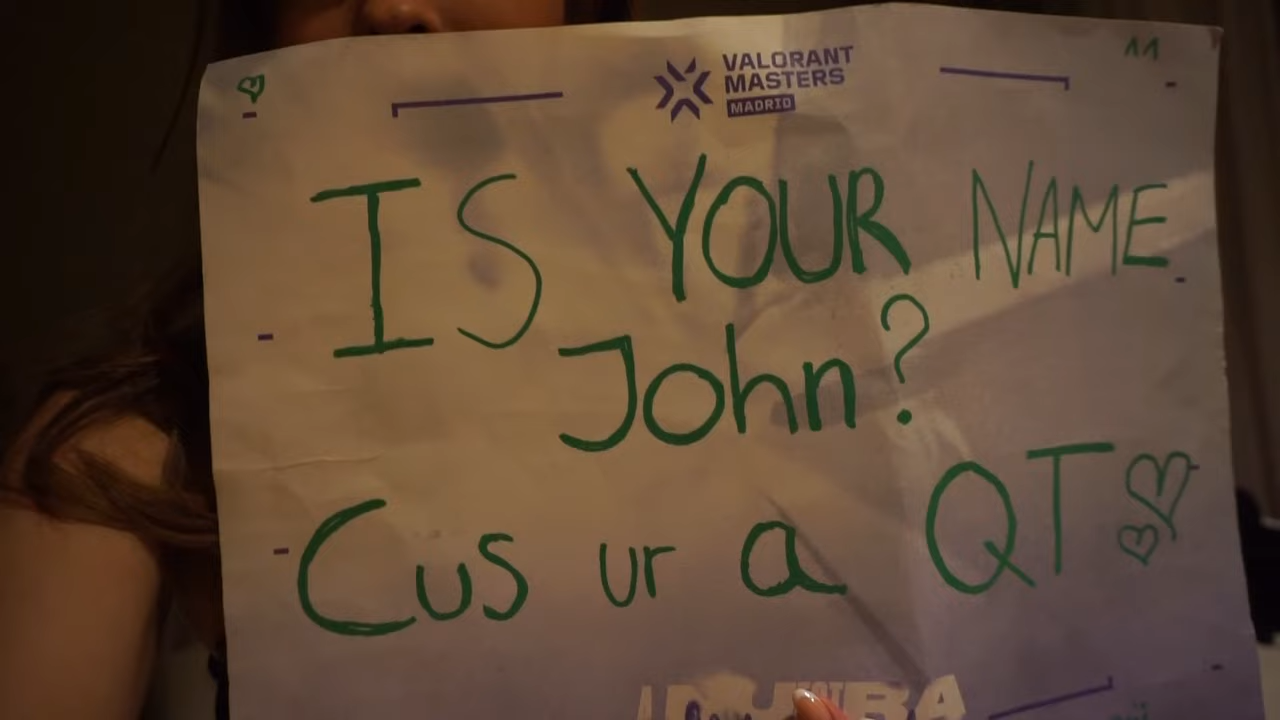 VALORANT
MASTERS
MADRID
^^
IS YOUR NAME
John?
Cus ur a QT